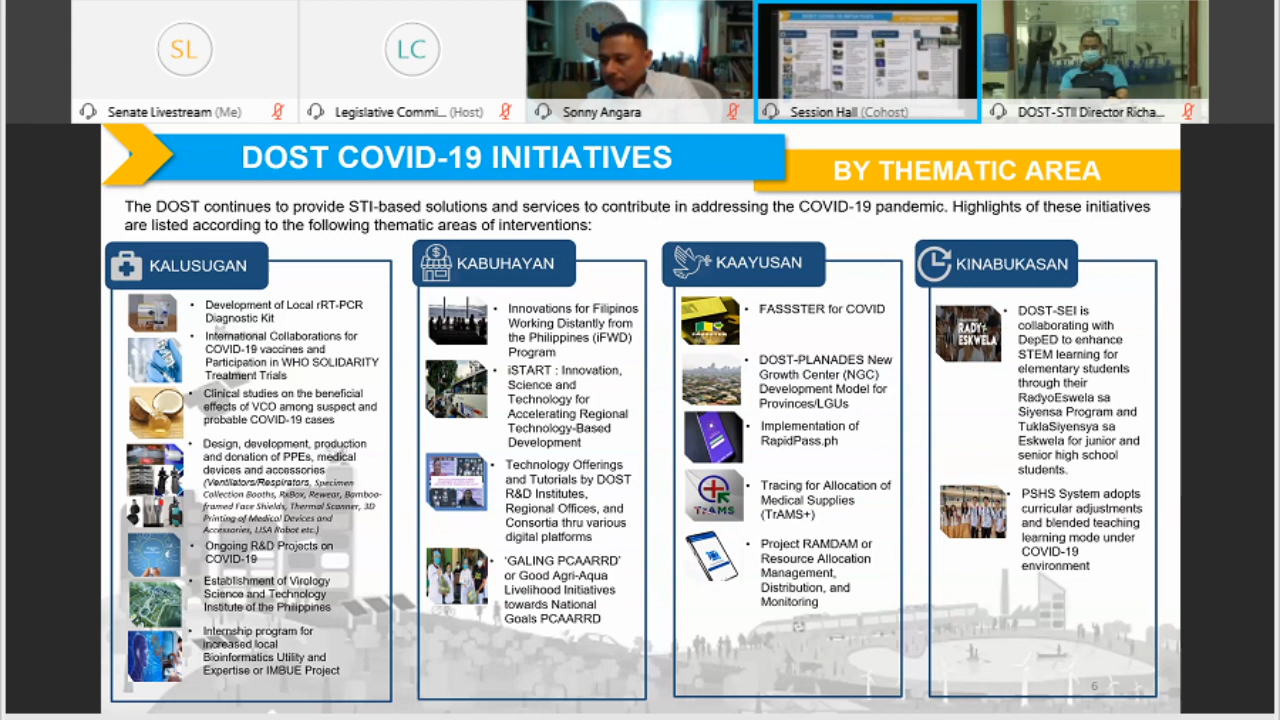 SL
LC
Senate Livestream (Me)
Legislative Commi... (Host)
Sonny Angara
Session Hall (Cohost)
DOST-STII Director Richa...
DOST COVID-19 INITIATIVES
BY THEMATIC AREA
The DOST continues to provide STI-based solutions and services to contribute in addressing the COVID-19 pandemic. Highlights of these initiatives
are listed according to the following thematic areas of interventions:
KALUSUGAN
• Development of Local rRT-PCR
Diagnostic Kit
• International Collaborations for
COVID-19 vaccines and
Participation in WHO SOLIDARITY
Treatment Trials
• Clinical studies on the beneficial
effects of VCO among suspect and
probable COVID-19 cases
• Design, development, production
and donation of PPEs, medical
devices and accessories
(Ventilators/Respirators, Specimen
Collection Booths, RxBox, Rewear, Bamboo-
framed Face Shields, Thermal Scanner, 3D
Printing of Medical Devices and
Accessories, LISA Robot etc.)
• Ongoing R&D Projects on
COVID-19
• Establishment of Virology
Science and Technology
Institute of the Philippines
• Internship program for
increased local
Bioinformatics Utility and
Expertise or IMBUE Project
KABUHAYAN
• Innovations for Filipinos
Working Distantly from
the Philippines (iFWD)
Program
• iSTART : Innovation,
Science and
Technology for
Accelerating Regional
Technology-Based
Development
• Technology Offerings
and Tutorials by DOST
R&D Institutes,
Regional Offices, and
Consortia thru various
digital platforms
• 'GALING PCAARRD'
or Good Agri-Aqua
Livelihood Initiatives
towards National
Goals PCAARRD
KAAYUSAN
• FASSSTER for COVID
• DOST-PLANADES New
Growth Center (NGC)
Development Model for
Provinces/LGUs
• Implementation of
RapidPass.ph
TrAMS
• Tracing for Allocation of
Medical Supplies
(TrAMS+)
• Project RAMDAM or
Resource Allocation
Management,
Distribution, and
Monitoring
KINABUKASAN
RADYO
ESKWELA
• DOST-SEI is
collaborating with
DepED to enhance
STEM learning for
elementary students
through their
RadyoEswela sa
Siyensa Program and
TuklaSiyensya sa
Eskwela for junior and
senior high school
students.
• PSHS System adopts
curricular adjustments
and blended teaching
learning mode under
COVID-19
environment
6